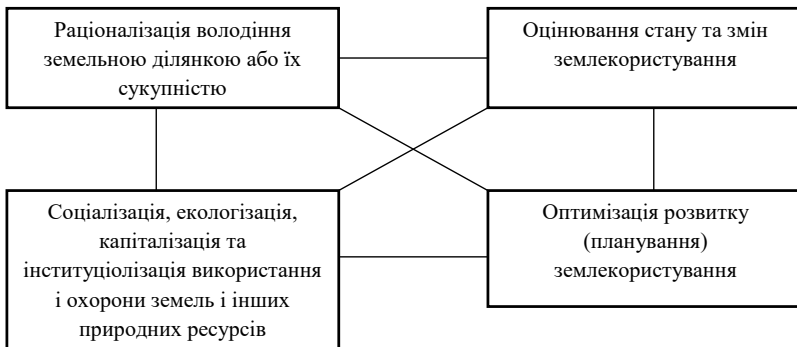 Раціоналізація володіння
земельною ділянкою або їх
сукупністю
Оцінювання стану та змін
землекористування
Соціалізація, екологізація,
капіталізація та
інституціолізація використання
і охорони земель і інших
природних ресурсів
Оптимізація розвитку
(планування)
землекористування